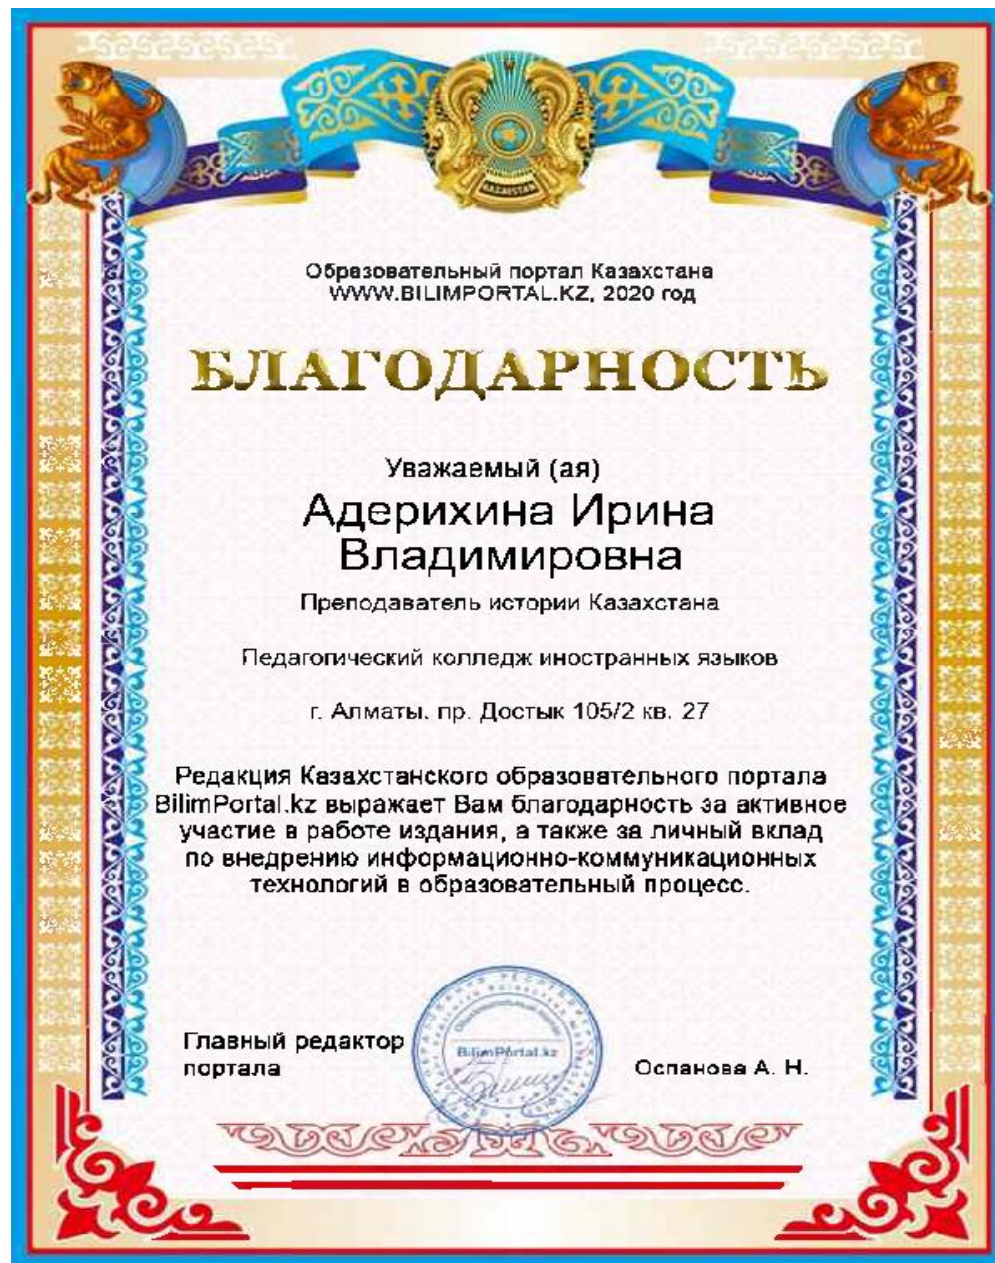 KAZAKSTAN
Образовательный портал Казахстана
WWW.BILIMPORTAL.KZ, 2020 год
БЛАГОДАРНОСТЬ
Уважаемый (ая)
Адерихина Ирина
Владимировна
Преподаватель истории Казахстана
Педагогический колледж иностранных языков
г. Алматы. пр. Достык 105/2 кв. 27
Редакция Казахстанского образовательного портала
BilimPortal.kz выражает Вам благодарность за активное
участие в работе издания, а также за личный вклад
по внедрению информационно-коммуникационных
технологий в образовательный процесс.
Главный редактор
портала
BilimPortal.kz
Оспанова А. Н.